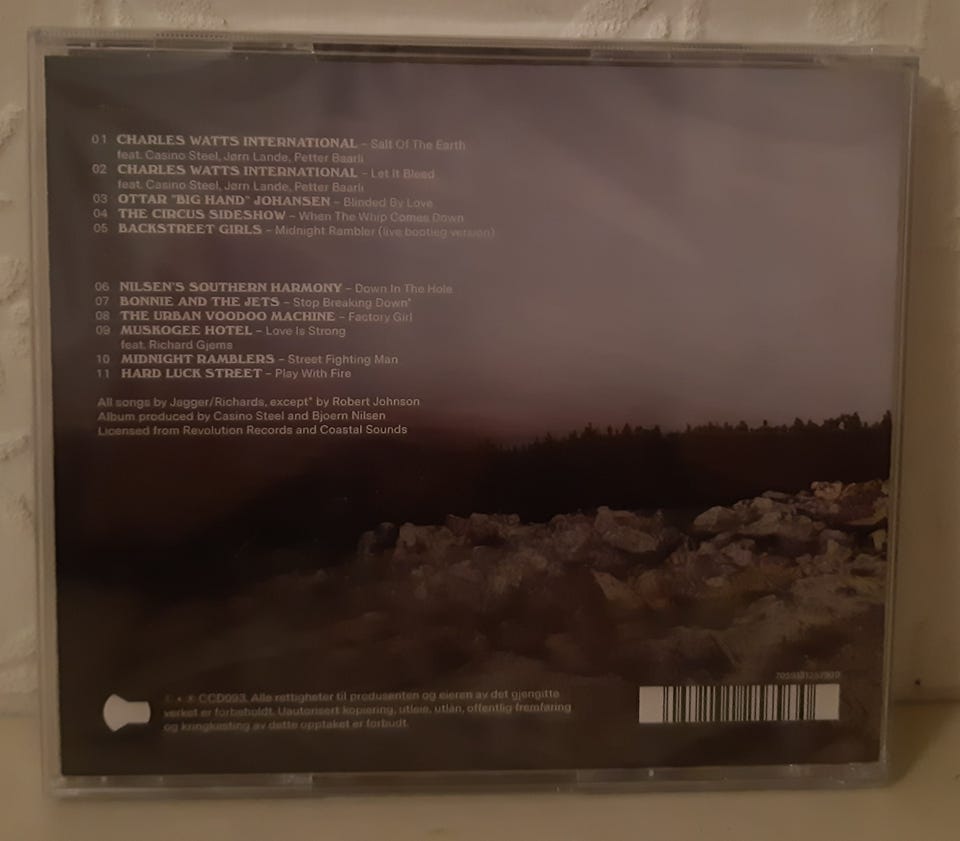 01 CHARLES WATTS INTERNATIONAL – Salt Of The Earth
feat. Casino Steel, Jørn Lande, Petter Baarli
02 CHARLES WATTS INTERNATIONAL – Let It Bleed
feat. Casino Steel, Jørn Lande, Petter Baarli
03 OTTAR "BIG HAND" JOHANSEN – Blinded By Love
04 THE CIRCUS SIDESHOW – When The Whip Comes Down
05 BACKSTREET GIRLS – Midnight Rambler (live bootleg version)
06 NILSEN'S SOUTHERN HARMONY – Down In The Hole
07 BONNIE AND THE JETS – Stop Breaking Down*
08 THE URBAN VOODOO MACHINE – Factory Girl
09 MUSKOGEE HOTEL – Love Is Strong
feat. Richard Gjems
10 MIDNIGHT RAMBLERS – Street Fighting Man
11 HARD LUCK STREET – Play With Fire
All songs by Jagger/Richards, except* by Robert Johnson
Album produced by Casino Steel and Bjoern Nilsen
Licensed from Revolution Records and Coastal Sounds
© + ℗ CCD093. Alle rettigheter til produsenten og eieren av det gjengitte
verket er forbeholdt. Uautorisert kopiering, utleie, utlån, offentlig fremføring
og kringkasting av dette opptaket er forbudt.